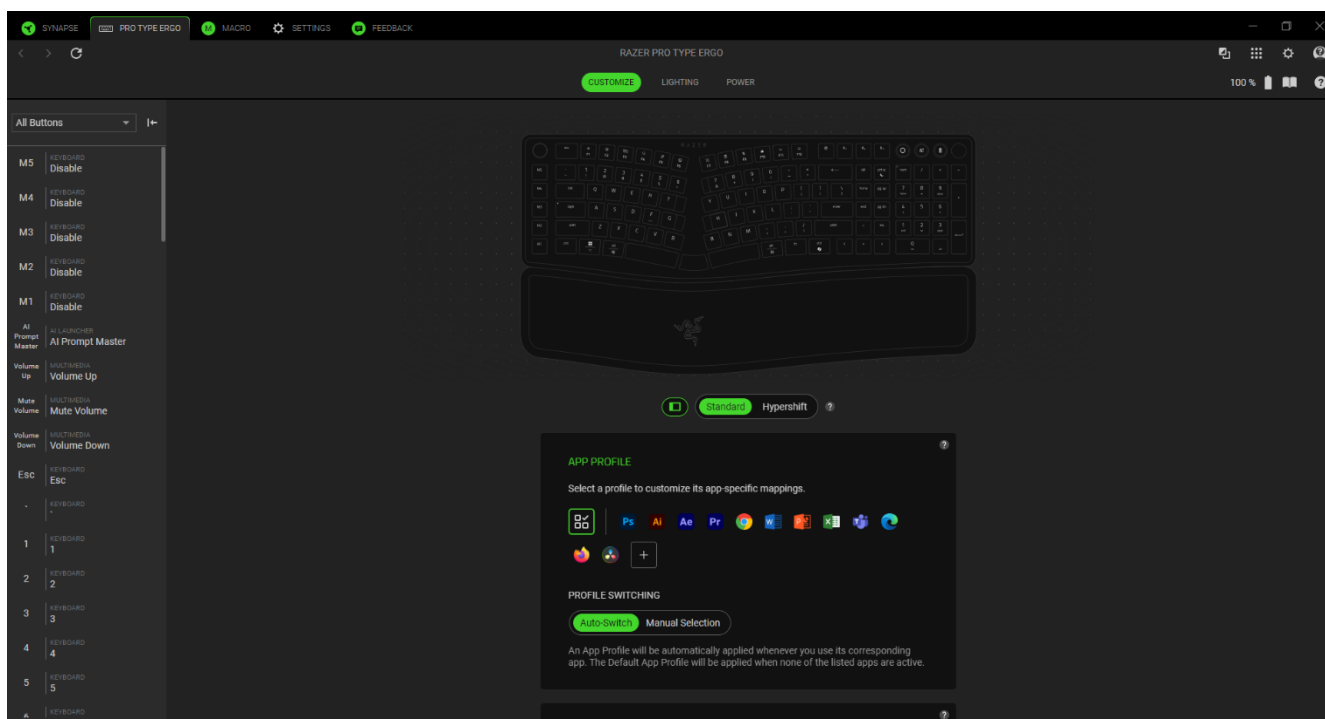 SYNAPSE PRO TYPE ERGO MACRO SETTINGS FEEDBACK
RAZER PRO TYPE ERGO
CUSTOMIZE LIGHTING POWER
100 %
All Buttons
M5 KEYBOARD
Disable
M4 KEYBOARD
Disable
M3 KEYBOARD
Disable
M2 KEYBOARD
Disable
M1 KEYBOARD
Disable
AI Prompt Master AI LAUNCHER
AI Prompt Master
Volume Up MULTIMEDIA
Volume Up
Mute Volume MULTIMEDIA
Mute Volume
Volume Down MULTIMEDIA
Volume Down
Esc KEYBOARD
Esc
KEYBOARD
1 KEYBOARD
1
2 KEYBOARD
2
3 KEYBOARD
3
4 KEYBOARD
4
5 KEYBOARD
5
6 KEYBOARD
RAZER
Standard Hypershift
APP PROFILE
Select a profile to customize its app-specific mappings.
Ps Ai Ae Pr
PROFILE SWITCHING
Auto-Switch Manual Selection
An App Profile will be automatically applied whenever you use its corresponding
app. The Default App Profile will be applied when none of the listed apps are active.